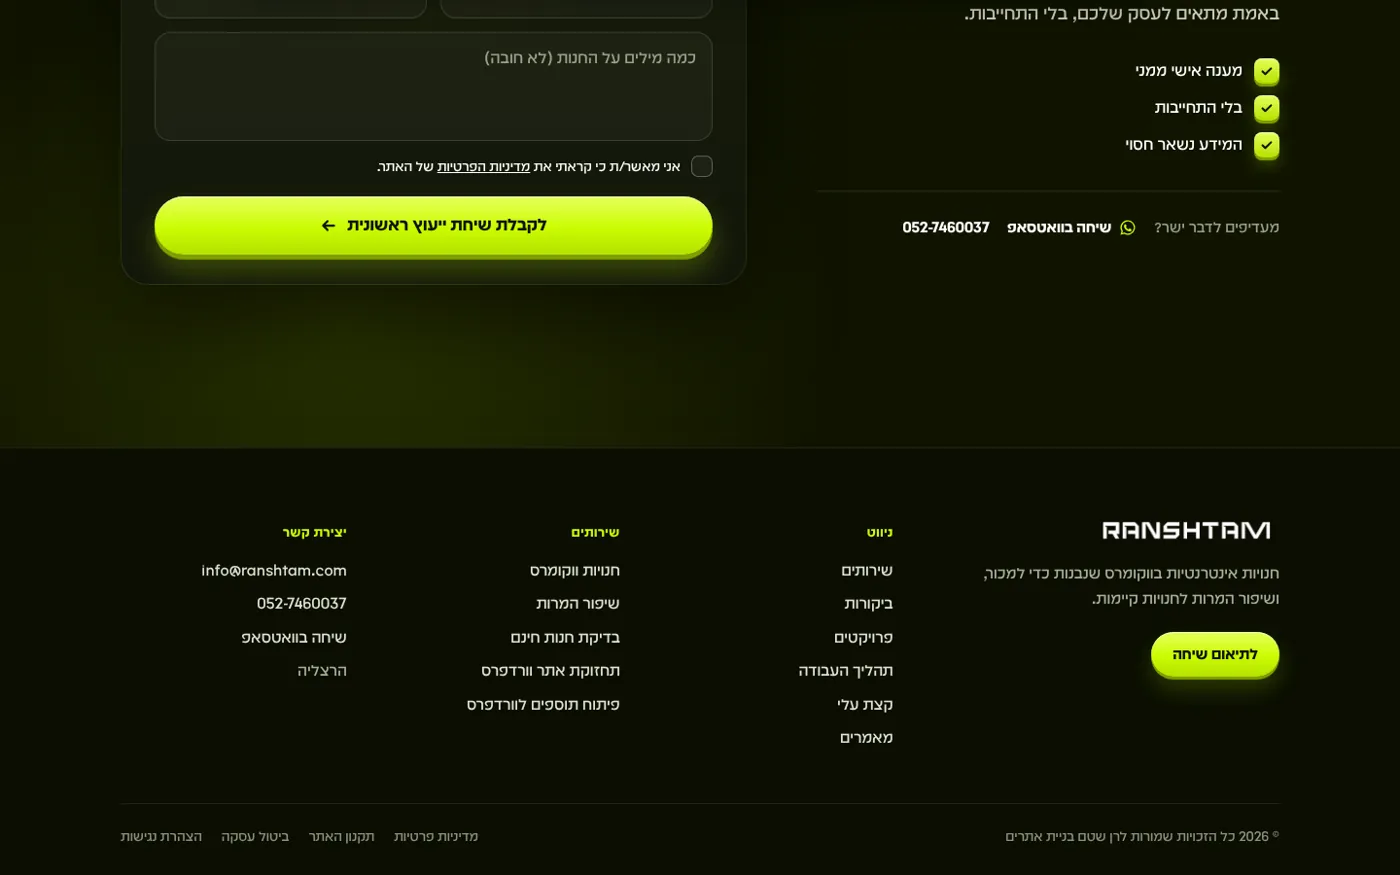 באמת מתאים לעסק שלכם, בלי התחייבות.
מענה אישי ממני
בלי התחייבות
המידע נשאר חסוי
מעדיפים לדבר ישר? שיחה בוואטסאפ 052-7460037
כמה מילים על החנות (לא חובה)
אני מאשר/ת כי קראתי את מדיניות הפרטיות של האתר.
לקבלת שיחת ייעוץ ראשונית ←
RANSHTAM
חנויות אינטרנטיות בווקומרס שנבנות כדי למכור,
ושיפור המרות לחנויות קיימות.
לתיאום שיחה
ניווט
שירותים
ביקורות
פרויקטים
תהליך העבודה
קצת עלי
מאמרים
שירותים
חנויות ווקומרס
שיפור המרות
בדיקת חנות חינם
תחזוקת אתר וורדפרס
פיתוח תוספים לוורדפרס
יצירת קשר
info@ranshtam.com
052-7460037
שיחה בוואטסאפ
הרצליה
© 2026 כל הזכויות שמורות לרן שטם בניית אתרים
מדיניות פרטיות תקנון האתר ביטול עסקה הצהרת נגישות